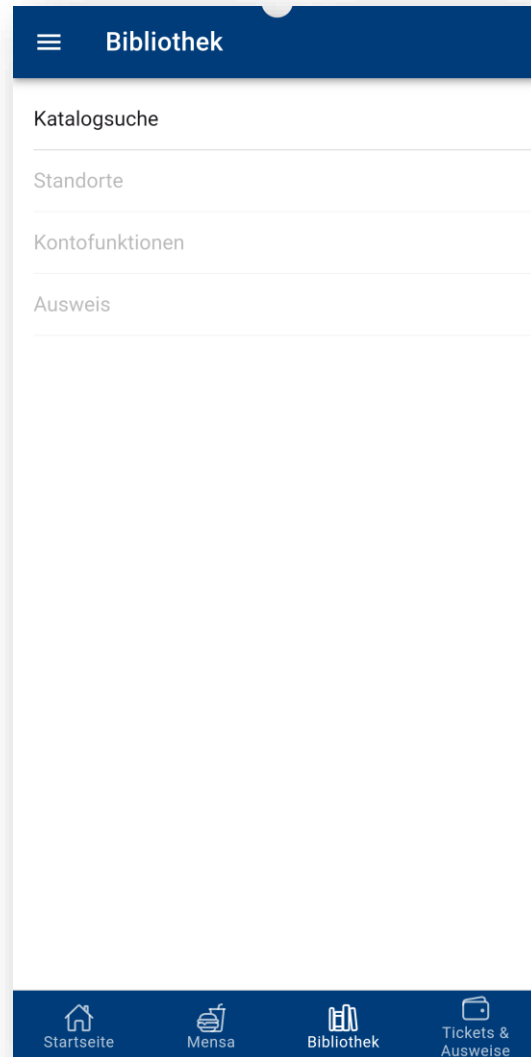 Bibliothek
Katalogsuche
Standorte
Kontofunktionen
Ausweis
Startseite
Mensa
Bibliothek
Tickets &
Ausweise